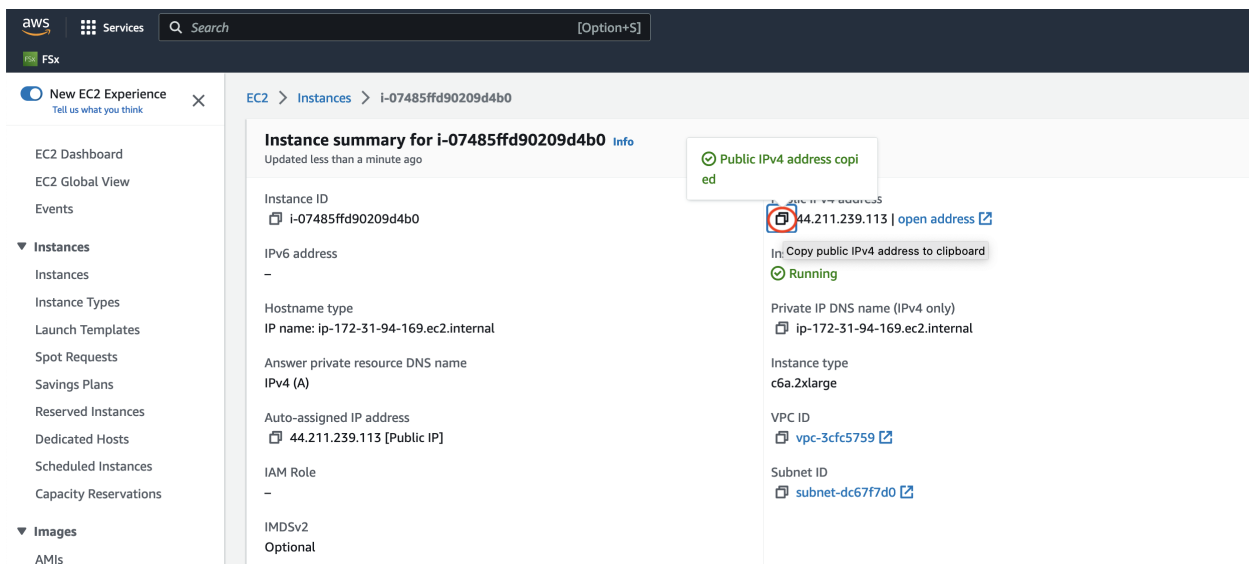 aws
Services
Search
[Option+S]
FSx
FSx
New EC2 Experience
Tell us what you think
EC2 Dashboard
EC2 Global View
Events
Instances
Instances
Instance Types
Launch Templates
Spot Requests
Savings Plans
Reserved Instances
Dedicated Hosts
Scheduled Instances
Capacity Reservations
Images
AMIs
EC2 > Instances > i-07485ffd90209d4b0
Instance summary for i-07485ffd90209d4b0 Info
Updated less than a minute ago
Public IPv4 address copi
ed
Instance ID
i-07485ffd90209d4b0
IPv6 address
–
Hostname type
IP name: ip-172-31-94-169.ec2.internal
Answer private resource DNS name
IPv4 (A)
Auto-assigned IP address
44.211.239.113 [Public IP]
IAM Role
–
IMDSv2
Optional
Public IPv4 address
44.211.239.113 | open address
Copy public IPv4 address to clipboard
Running
Private IP DNS name (IPv4 only)
ip-172-31-94-169.ec2.internal
Instance type
c6a.2xlarge
VPC ID
vpc-3cfc5759
Subnet ID
subnet-dc67f7d0